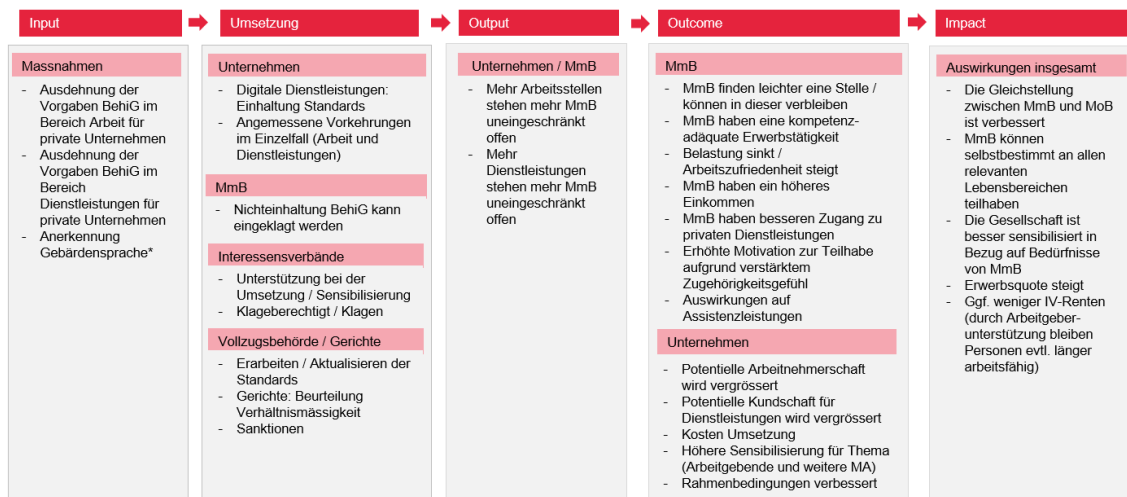 Input
Massnahmen
- Ausdehnung der
Vorgaben BehiG im
Bereich Arbeit für
private Unternehmen
- Ausdehnung der
Vorgaben BehiG im
Bereich
Dienstleistungen für
private Unternehmen
- Anerkennung
Gebärdensprache*
Umsetzung
Unternehmen
- Digitale Dienstleistungen:
Einhaltung Standards
- Angemessene Vorkehrungen
im Einzelfall (Arbeit und
Dienstleistungen)
MmB
- Nichteinhaltung BehiG kann
eingeklagt werden
Interessensverbände
- Unterstützung bei der
Umsetzung / Sensibilisierung
- Klageberechtigt / Klagen
Vollzugsbehörde / Gerichte
- Erarbeiten / Aktualisieren der
Standards
- Gerichte: Beurteilung
Verhältnismässigkeit
- Sanktionen
Output
Unternehmen / MmB
- Mehr Arbeitsstellen
stehen mehr MmB
uneingeschränkt
offen
- Mehr
Dienstleistungen
stehen mehr MmB
uneingeschränkt
offen
Outcome
MmB
- MmB finden leichter eine Stelle /
können in dieser verbleiben
- MmB haben eine kompetenz-
adäquate Erwerbstätigkeit
- Belastung sinkt /
Arbeitszufriedenheit steigt
- MmB haben ein höheres
Einkommen
- MmB haben besseren Zugang zu
privaten Dienstleistungen
- Erhöhte Motivation zur Teilhabe
aufgrund verstärktem
Zugehörigkeitsgefühl
- Auswirkungen auf
Assistenzleistungen
Unternehmen
- Potentielle Arbeitnehmerschaft
wird vergrössert
- Potentielle Kundschaft für
Dienstleistungen wird vergrössert
- Kosten Umsetzung
- Höhere Sensibilisierung für Thema
(Arbeitgebende und weitere MA)
- Rahmenbedingungen verbessert
Impact
Auswirkungen insgesamt
- Die Gleichstellung
zwischen MmB und MoB
ist verbessert
- MmB können
selbstbestimmt an allen
relevanten
Lebensbereichen
teilhaben
- Die Gesellschaft ist
besser sensibilisiert in
Bezug auf Bedürfnisse
von MmB
- Erwerbsquote steigt
- Ggf. weniger IV-Renten
(durch Arbeitgeber-
unterstützung bleiben
Personen evtl. länger
arbeitsfähig)